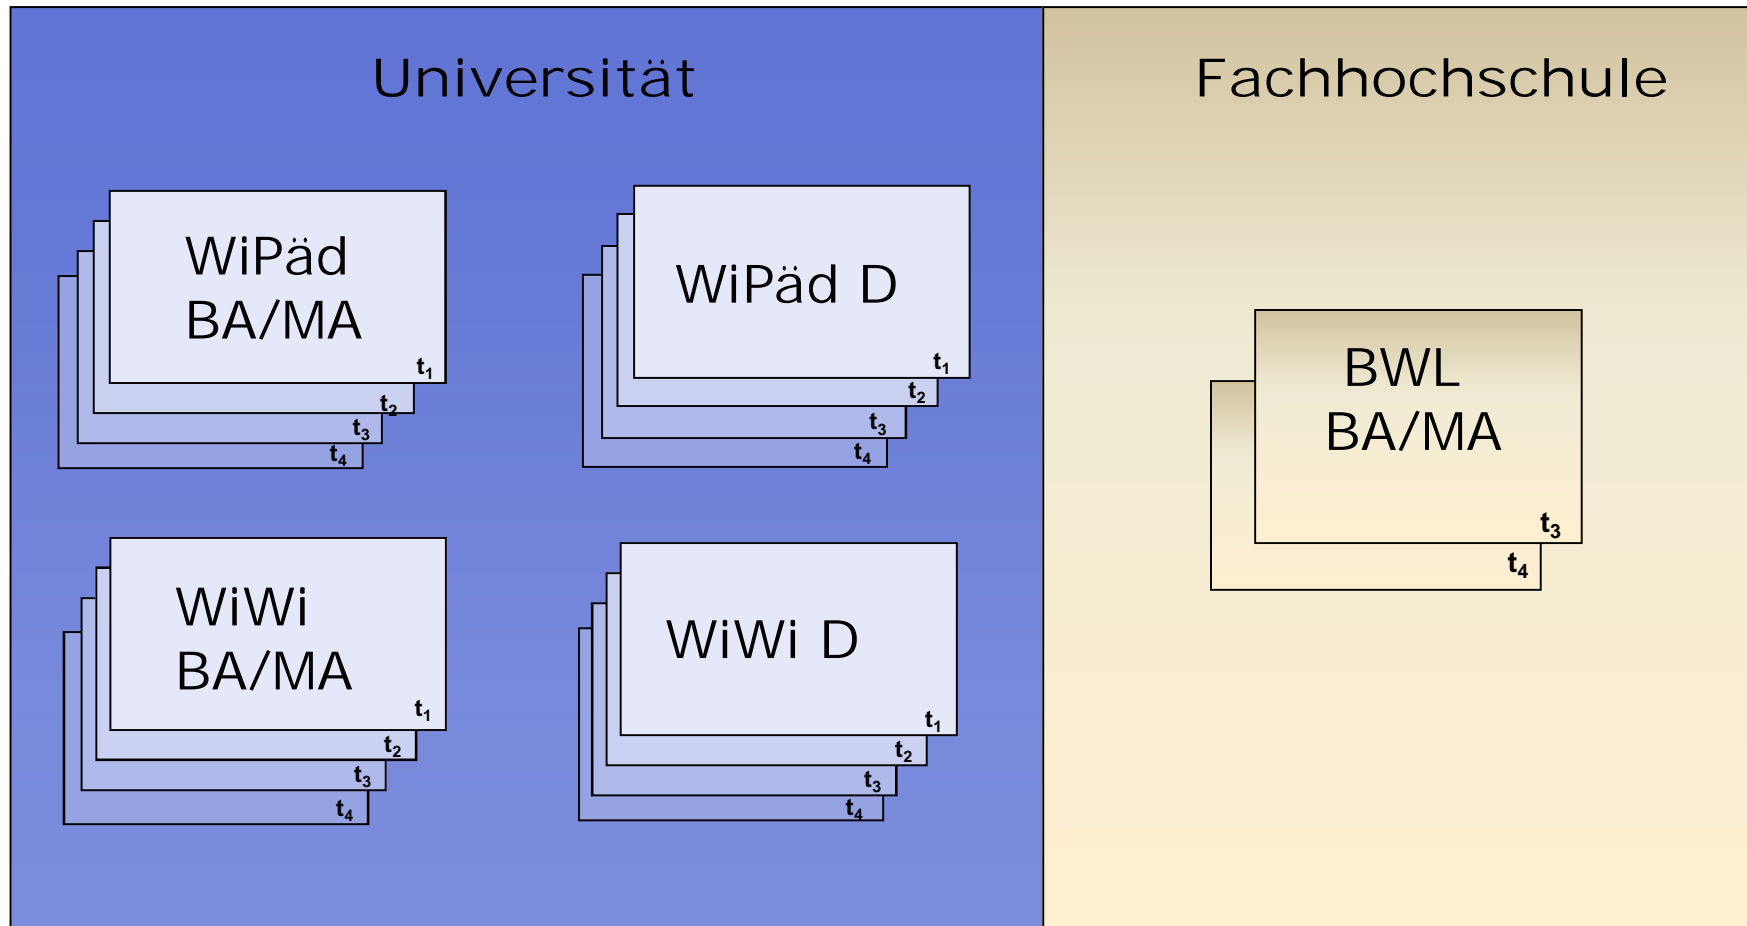 Universität
Fachhochschule
WiPäd
BA/MA
t₁
t₂
t₃
t₄
WiPäd D
t₁
t₂
t₃
t₄
WiWi
BA/MA
t₁
t₂
t₃
t₄
WiWi D
t₁
t₂
t₃
t₄
BWL
BA/MA
t₃
t₄